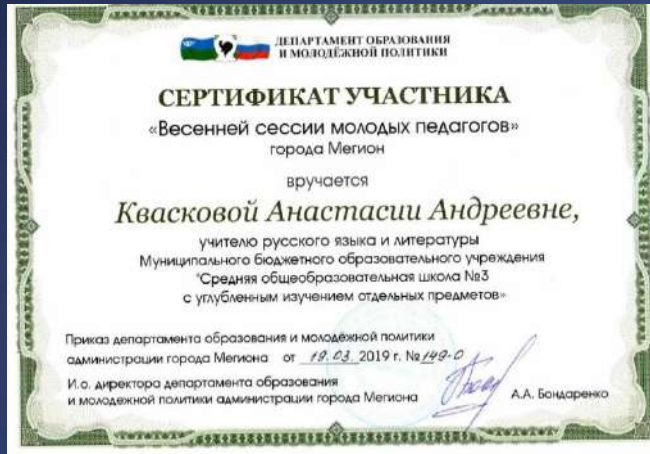 ДЕПАРТАМЕНТ ОБРАЗОВАНИЯ
И МОЛОДЁЖНОЙ ПОЛИТИКИ
СЕРТИФИКАТ УЧАСТНИКА
«Весенней сессии молодых педагогов»
города Мегион
вручается
Квасковой Анастасии Андреевне,
учителю русского языка и литературы
Муниципального бюджетного образовательного учреждения
"Средняя общеобразовательная школа №3
с углубленным изучением отдельных предметов»
Приказ департамента образования и молодёжной политики
администрации города Мегиона от 19.03.2019 г. № 149-О
И.о. директора департамента образования
и молодежной политики администрации города Мегиона А.А. Бондаренко